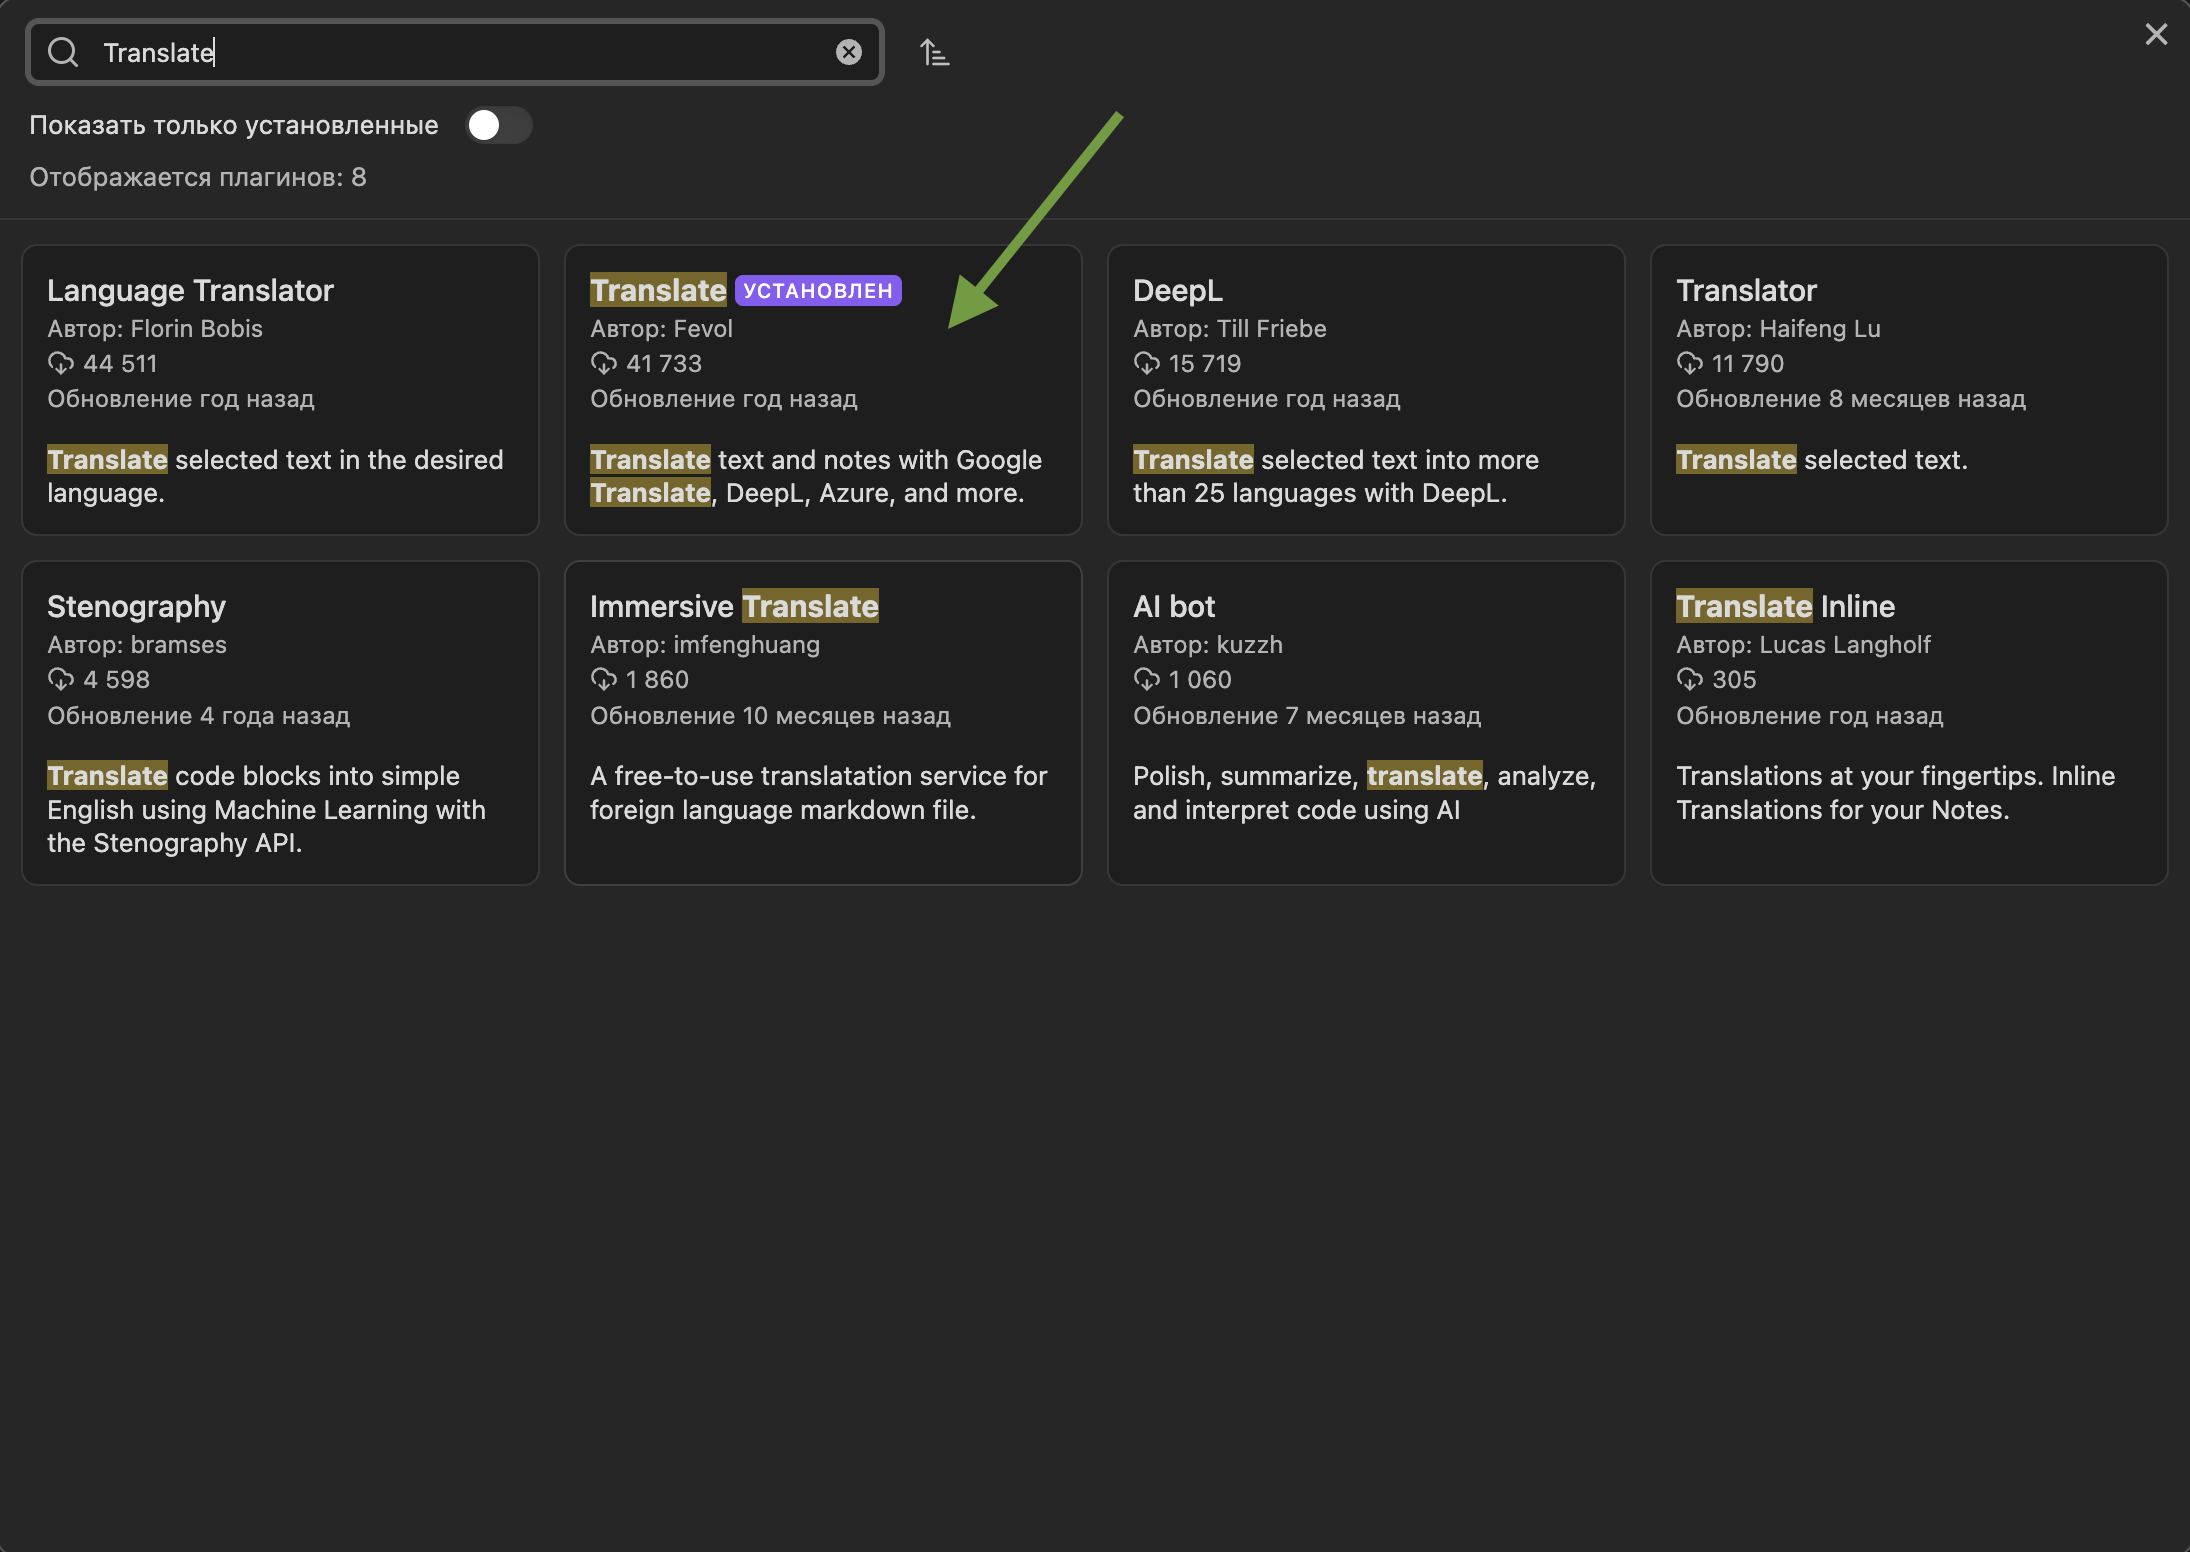 Translate
Показать только установленные
Отображается плагинов: 8
Language Translator
Автор: Florin Bobis
44 511
Обновление год назад
Translate selected text in the desired
language.
Translate УСТАНОВЛЕН
Автор: Fevol
41 733
Обновление год назад
Translate text and notes with Google
Translate, DeepL, Azure, and more.
DeepL
Автор: Till Friebe
15 719
Обновление год назад
Translate selected text into more
than 25 languages with DeepL.
Translator
Автор: Haifeng Lu
11 790
Обновление 8 месяцев назад
Translate selected text.
Stenography
Автор: bramses
4 598
Обновление 4 года назад
Translate code blocks into simple
English using Machine Learning with
the Stenography API.
Immersive Translate
Автор: imfenghuang
1 860
Обновление 10 месяцев назад
A free-to-use translatation service for
foreign language markdown file.
AI bot
Автор: kuzzh
1 060
Обновление 7 месяцев назад
Polish, summarize, translate, analyze,
and interpret code using AI
Translate Inline
Автор: Lucas Langholf
305
Обновление год назад
Translations at your fingertips. Inline
Translations for your Notes.